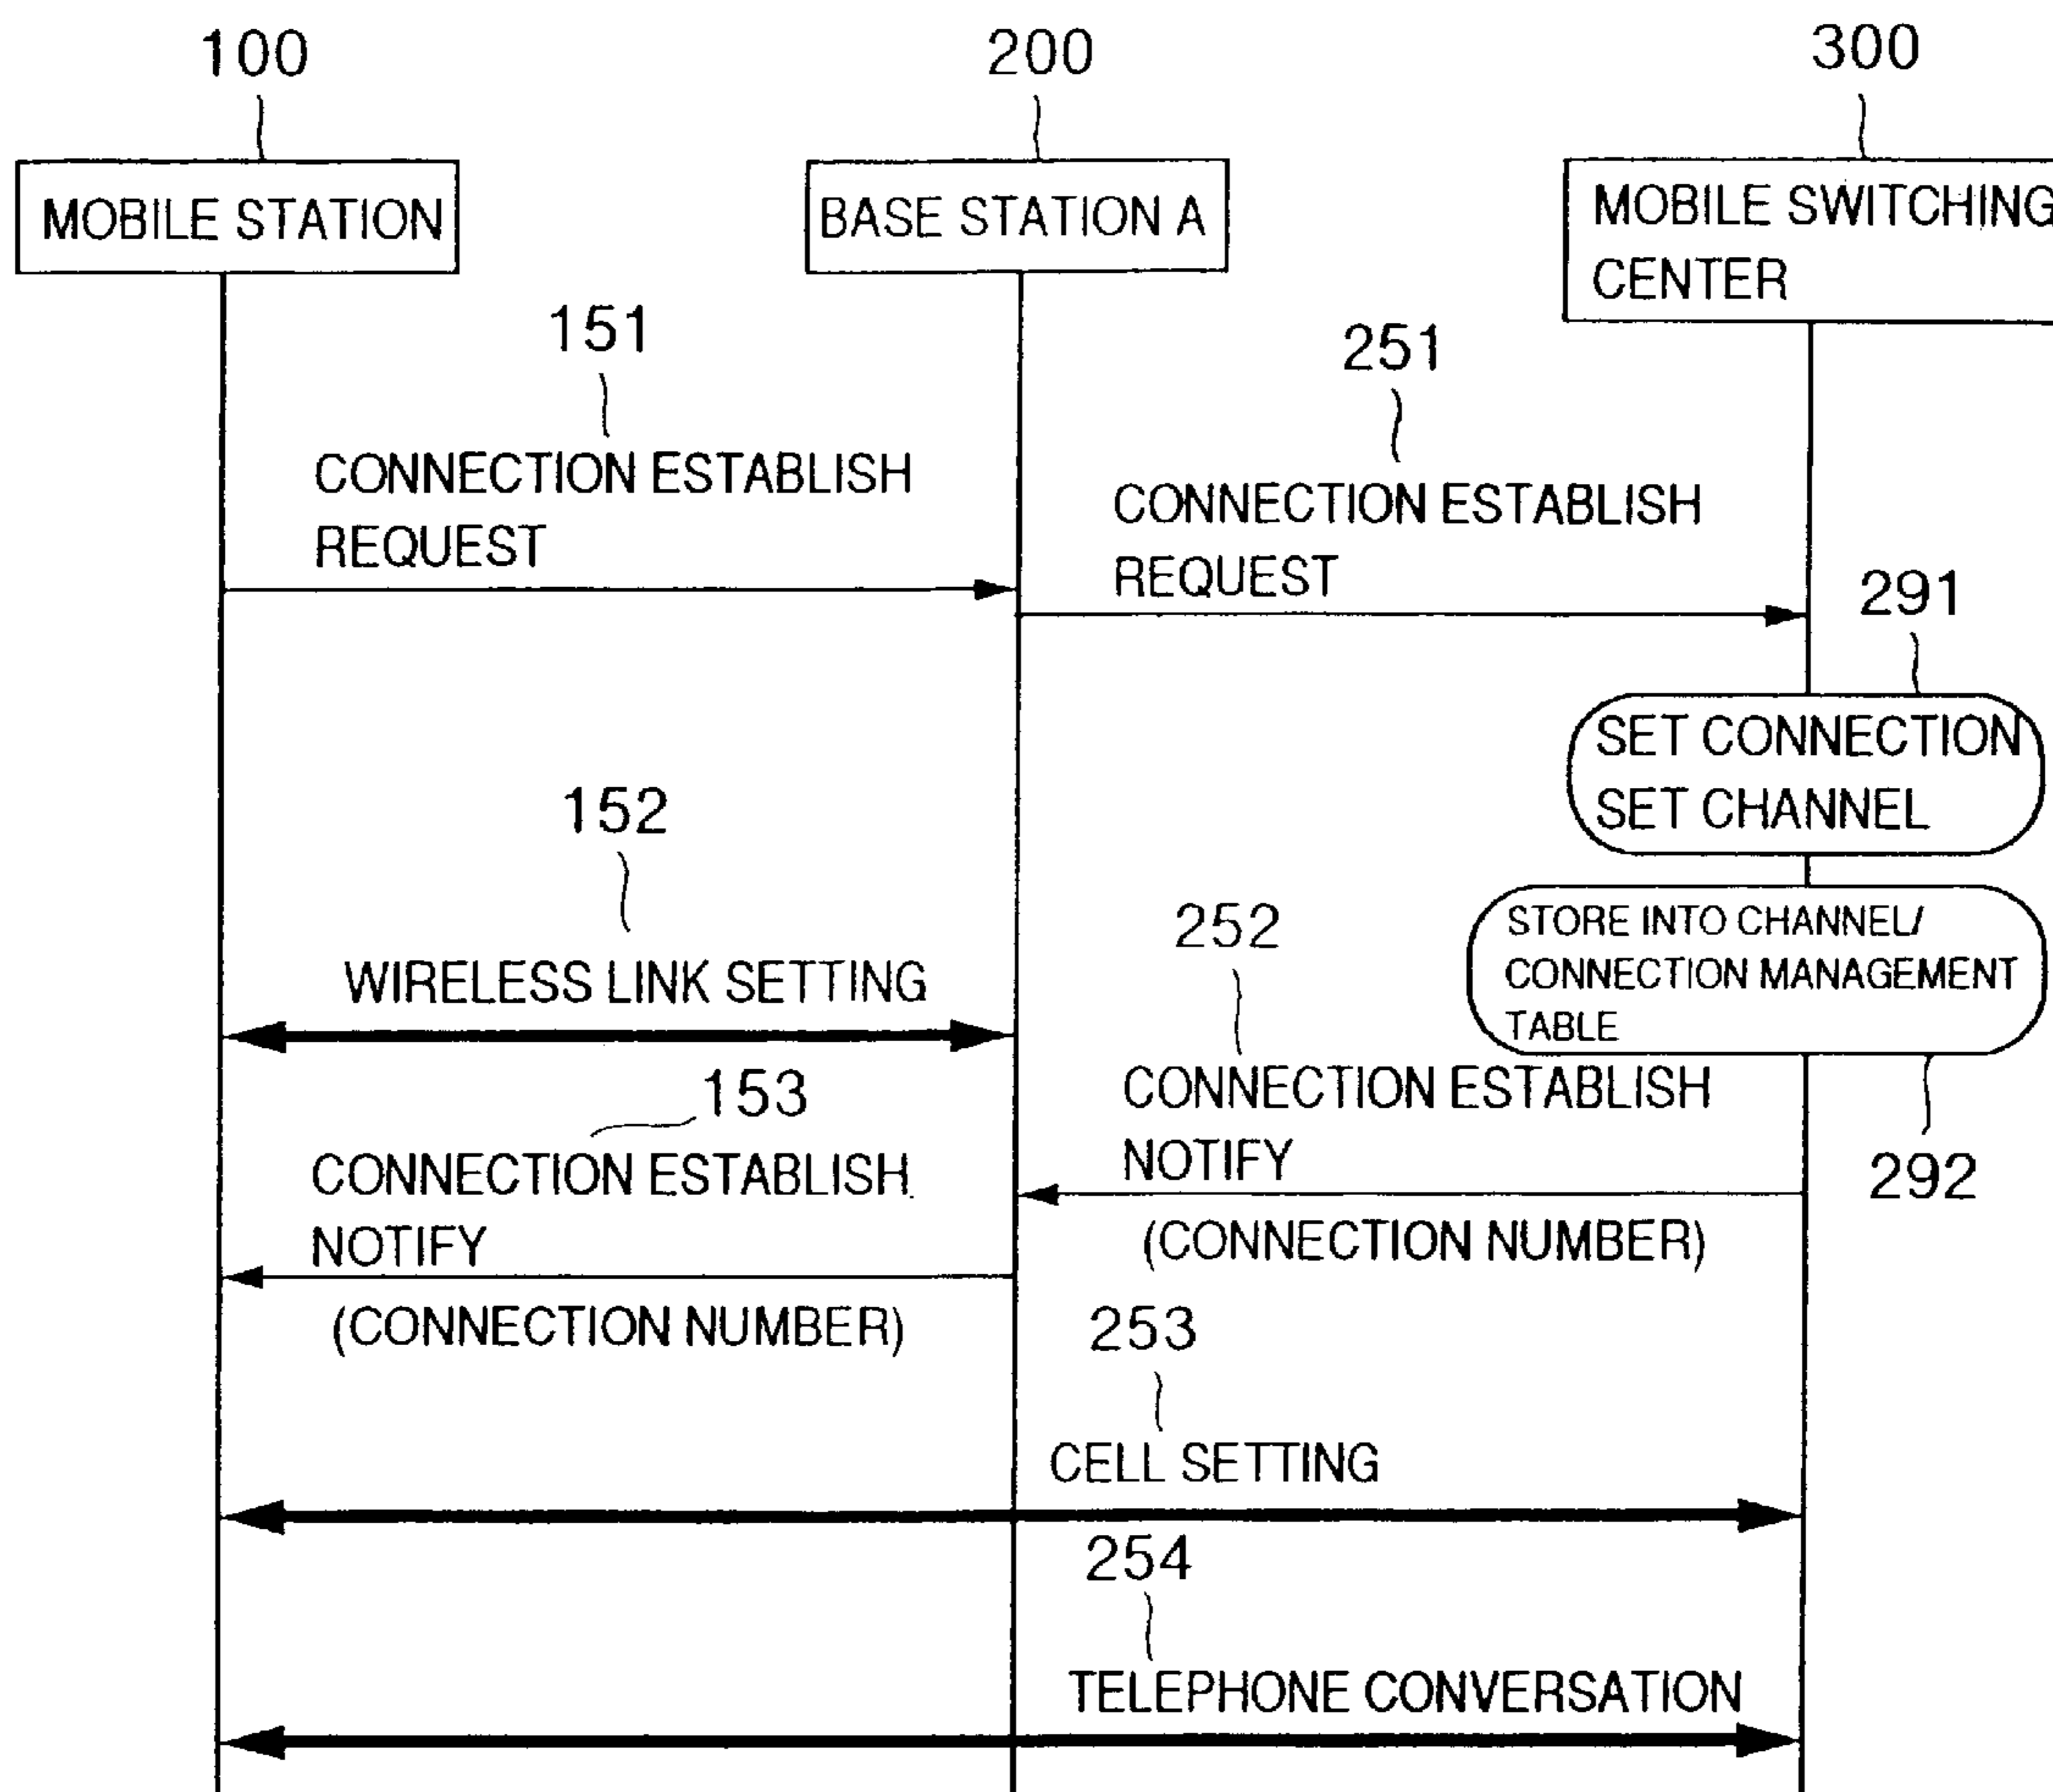 100
200
300
MOBILE STATION
BASE STATION A
MOBILE SWITCHING
CENTER
151
251
CONNECTION ESTABLISH
REQUEST
CONNECTION ESTABLISH
REQUEST
291
SET CONNECTION
SET CHANNEL
152
252
STORE INTO CHANNEL/
CONNECTION MANAGEMENT
TABLE
WIRELESS LINK SETTING
153
CONNECTION ESTABLISH
NOTIFY
292
CONNECTION ESTABLISH
NOTIFY
(CONNECTION NUMBER)
(CONNECTION NUMBER)
253
CELL SETTING
254
TELEPHONE CONVERSATION